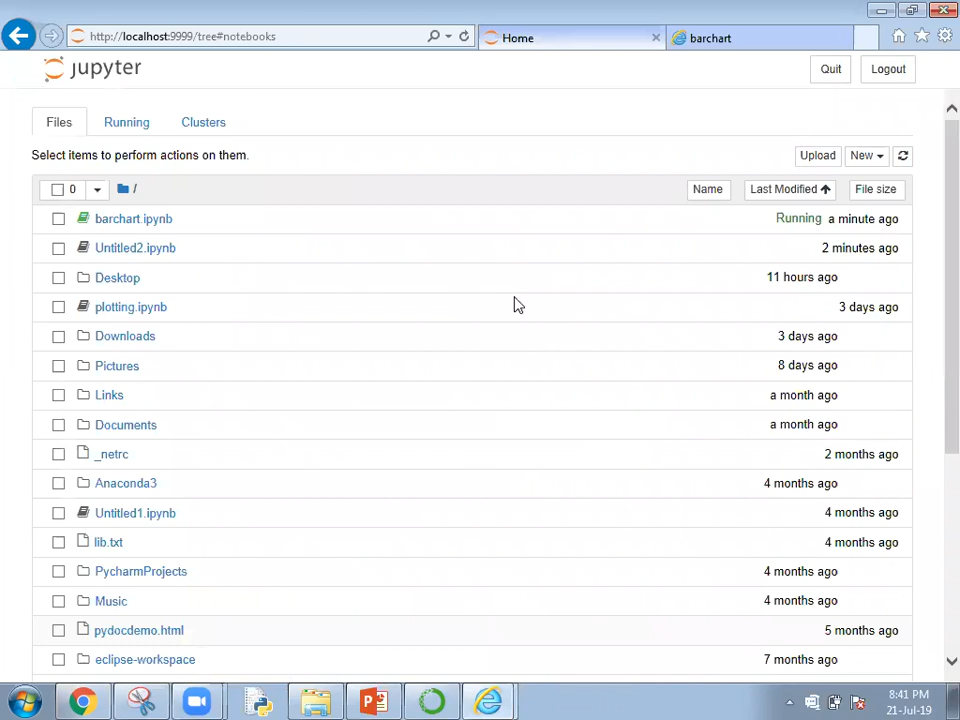 http://localhost:9999/tree#notebooks
Home
barchart
jupyter
Quit
Logout
Files
Running
Clusters
Select items to perform actions on them.
Upload
New
0
/
Name
Last Modified
File size
barchart.ipynb
Running
a minute ago
Untitled2.ipynb
2 minutes ago
Desktop
11 hours ago
plotting.ipynb
3 days ago
Downloads
3 days ago
Pictures
8 days ago
Links
a month ago
Documents
a month ago
_netrc
2 months ago
Anaconda3
4 months ago
Untitled1.ipynb
4 months ago
lib.txt
4 months ago
PycharmProjects
4 months ago
Music
4 months ago
pydocdemo.html
5 months ago
eclipse-workspace
7 months ago
8:41 PM
21-Jul-19